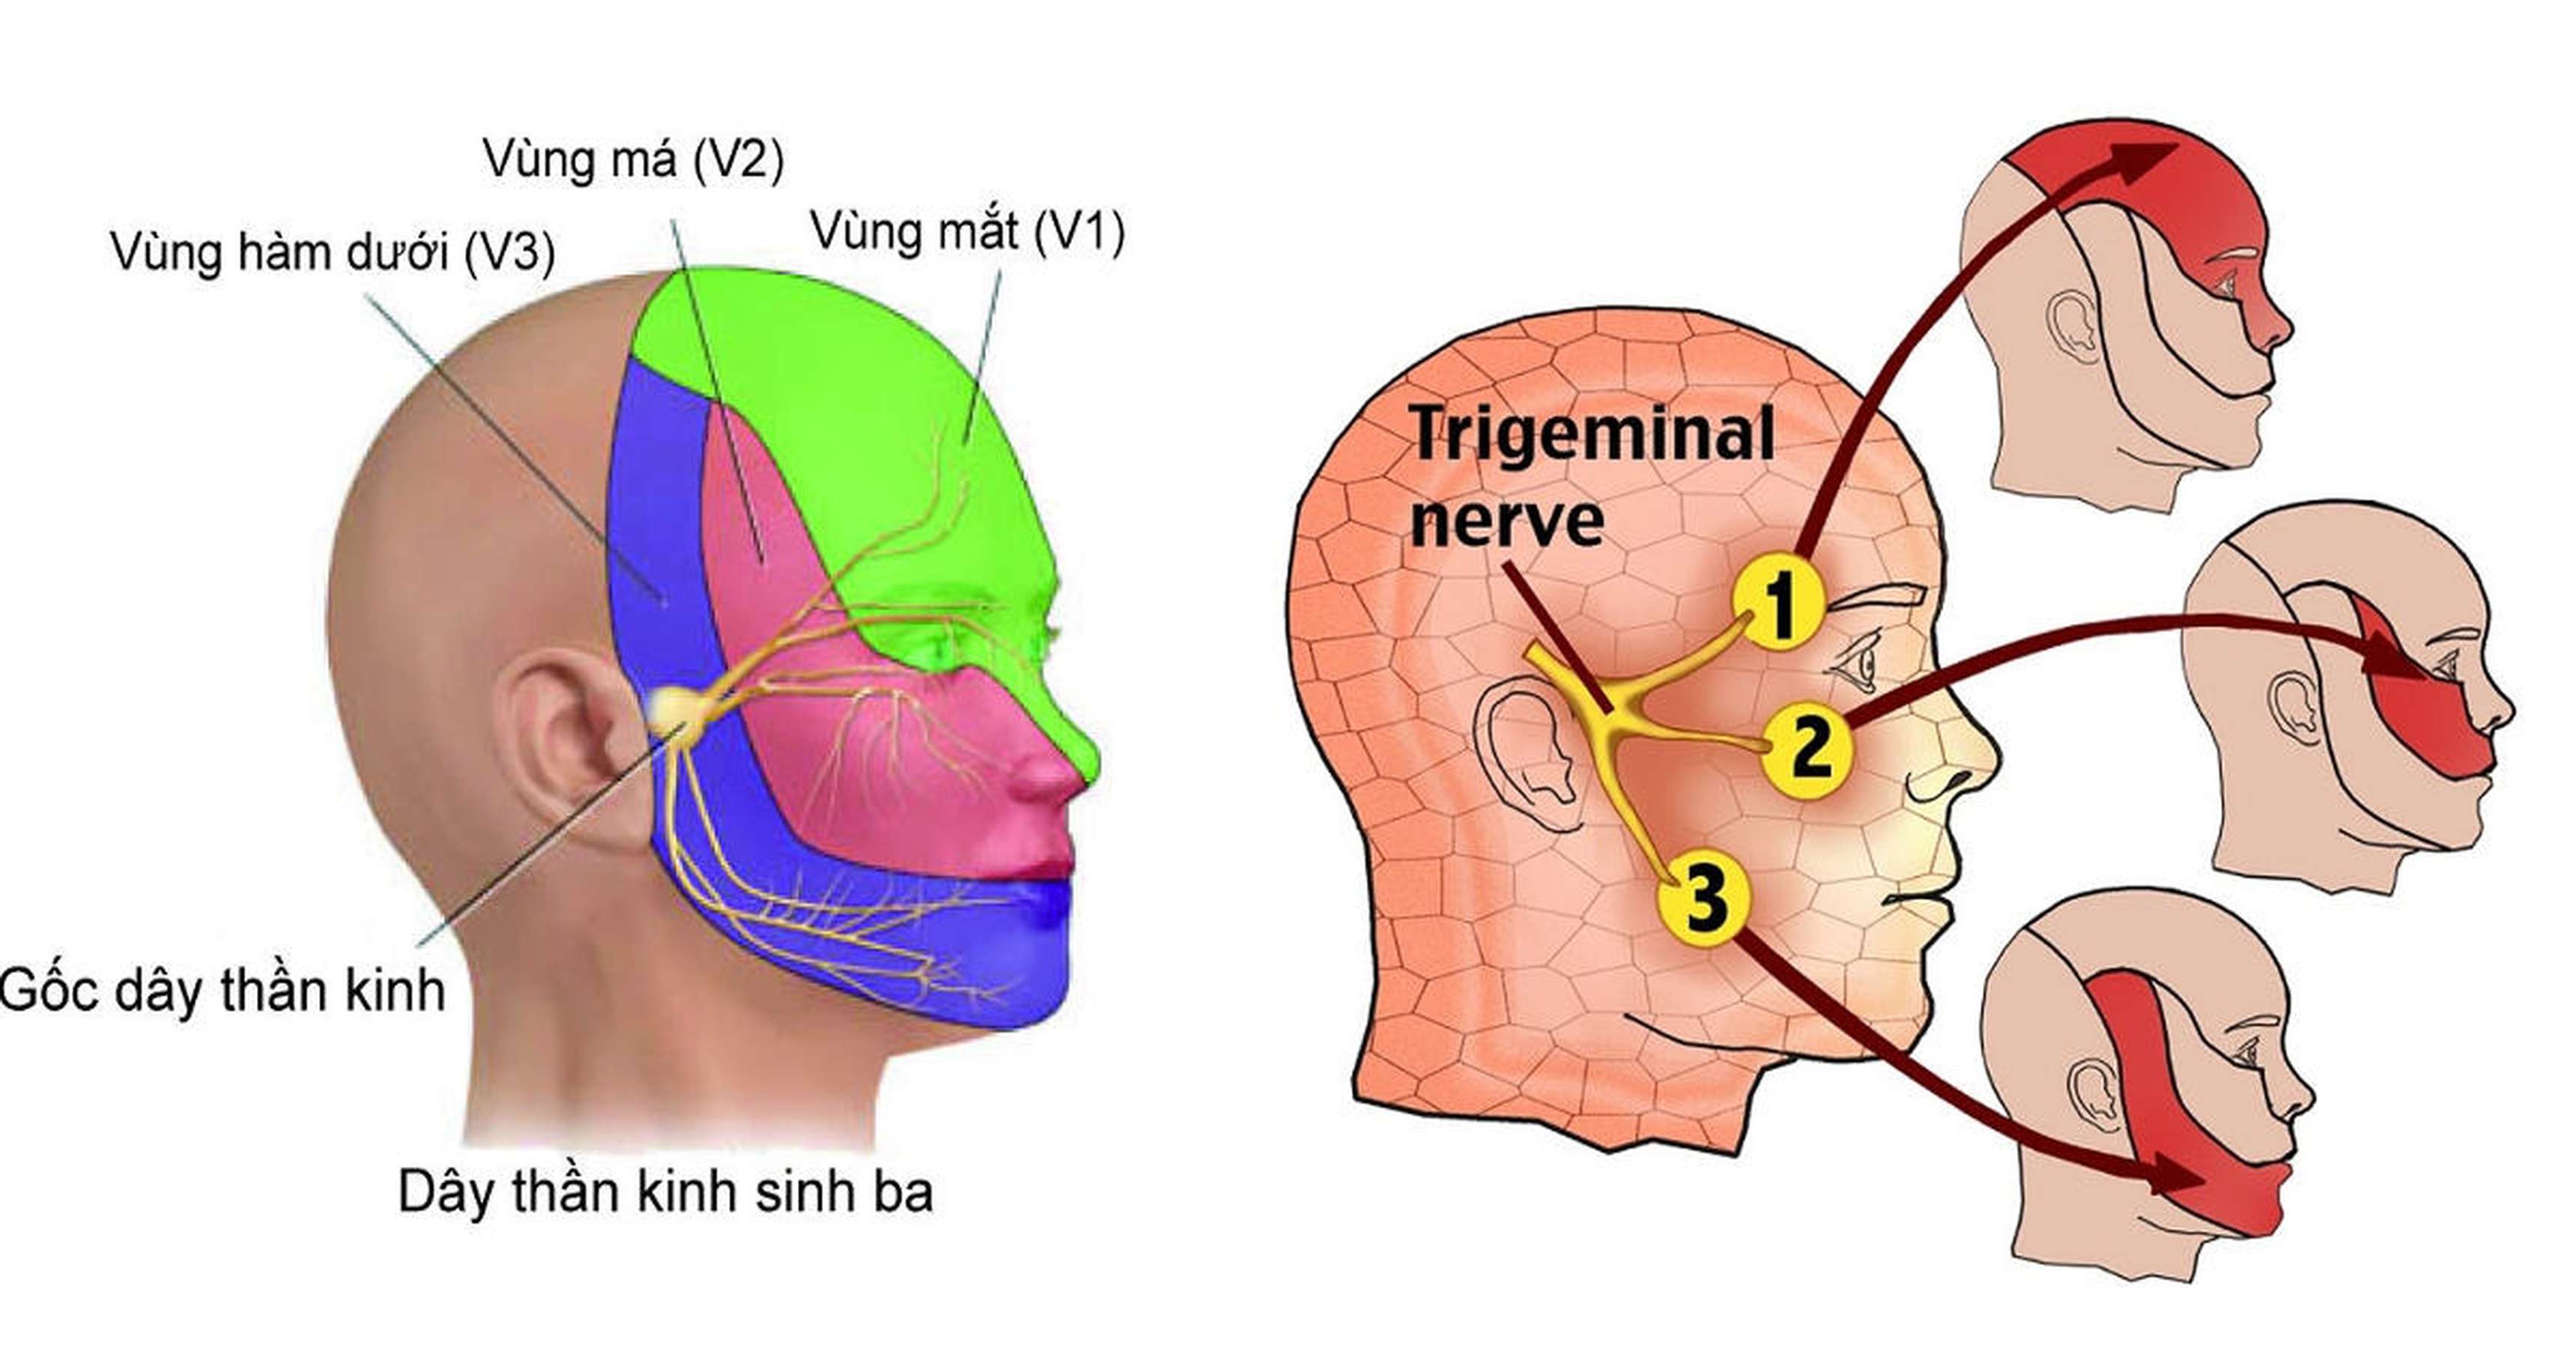 Vùng má (V2)
Vùng mắt (V1)
Vùng hàm dưới (V3)
Gốc dây thần kinh
Dây thần kinh sinh ba
Trigeminal
nerve
1
2
3